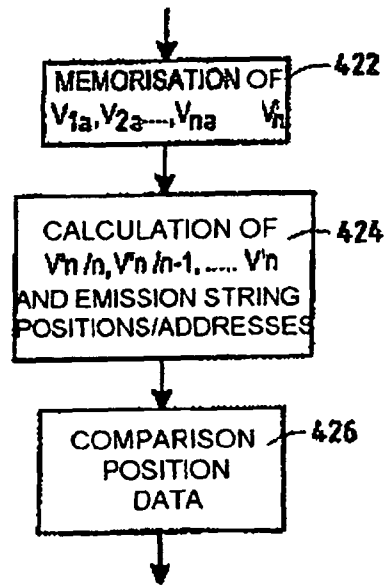 MEMORISATION OF
V1a, V2a----, Vna V'n
422
CALCULATION OF
V'n/n, V'n/n-1, ..... V'n
AND EMISSION STRING
POSITIONS/ADDRESSES
424
COMPARISON
POSITION
DATA
426